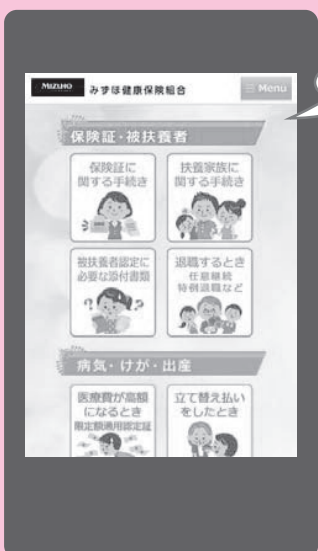 MIZUHO みずほ健康保険組合 Menu
保険証・被扶養者
保険証に
関する手続き
扶養家族に
関する手続き
被扶養者認定に
必要な添付書類
退職するとき
任意継続
特例退職など
病気・けが・出産
医療費が高額
になるとき
限定額適用認定証
立て替え払い
をしたとき